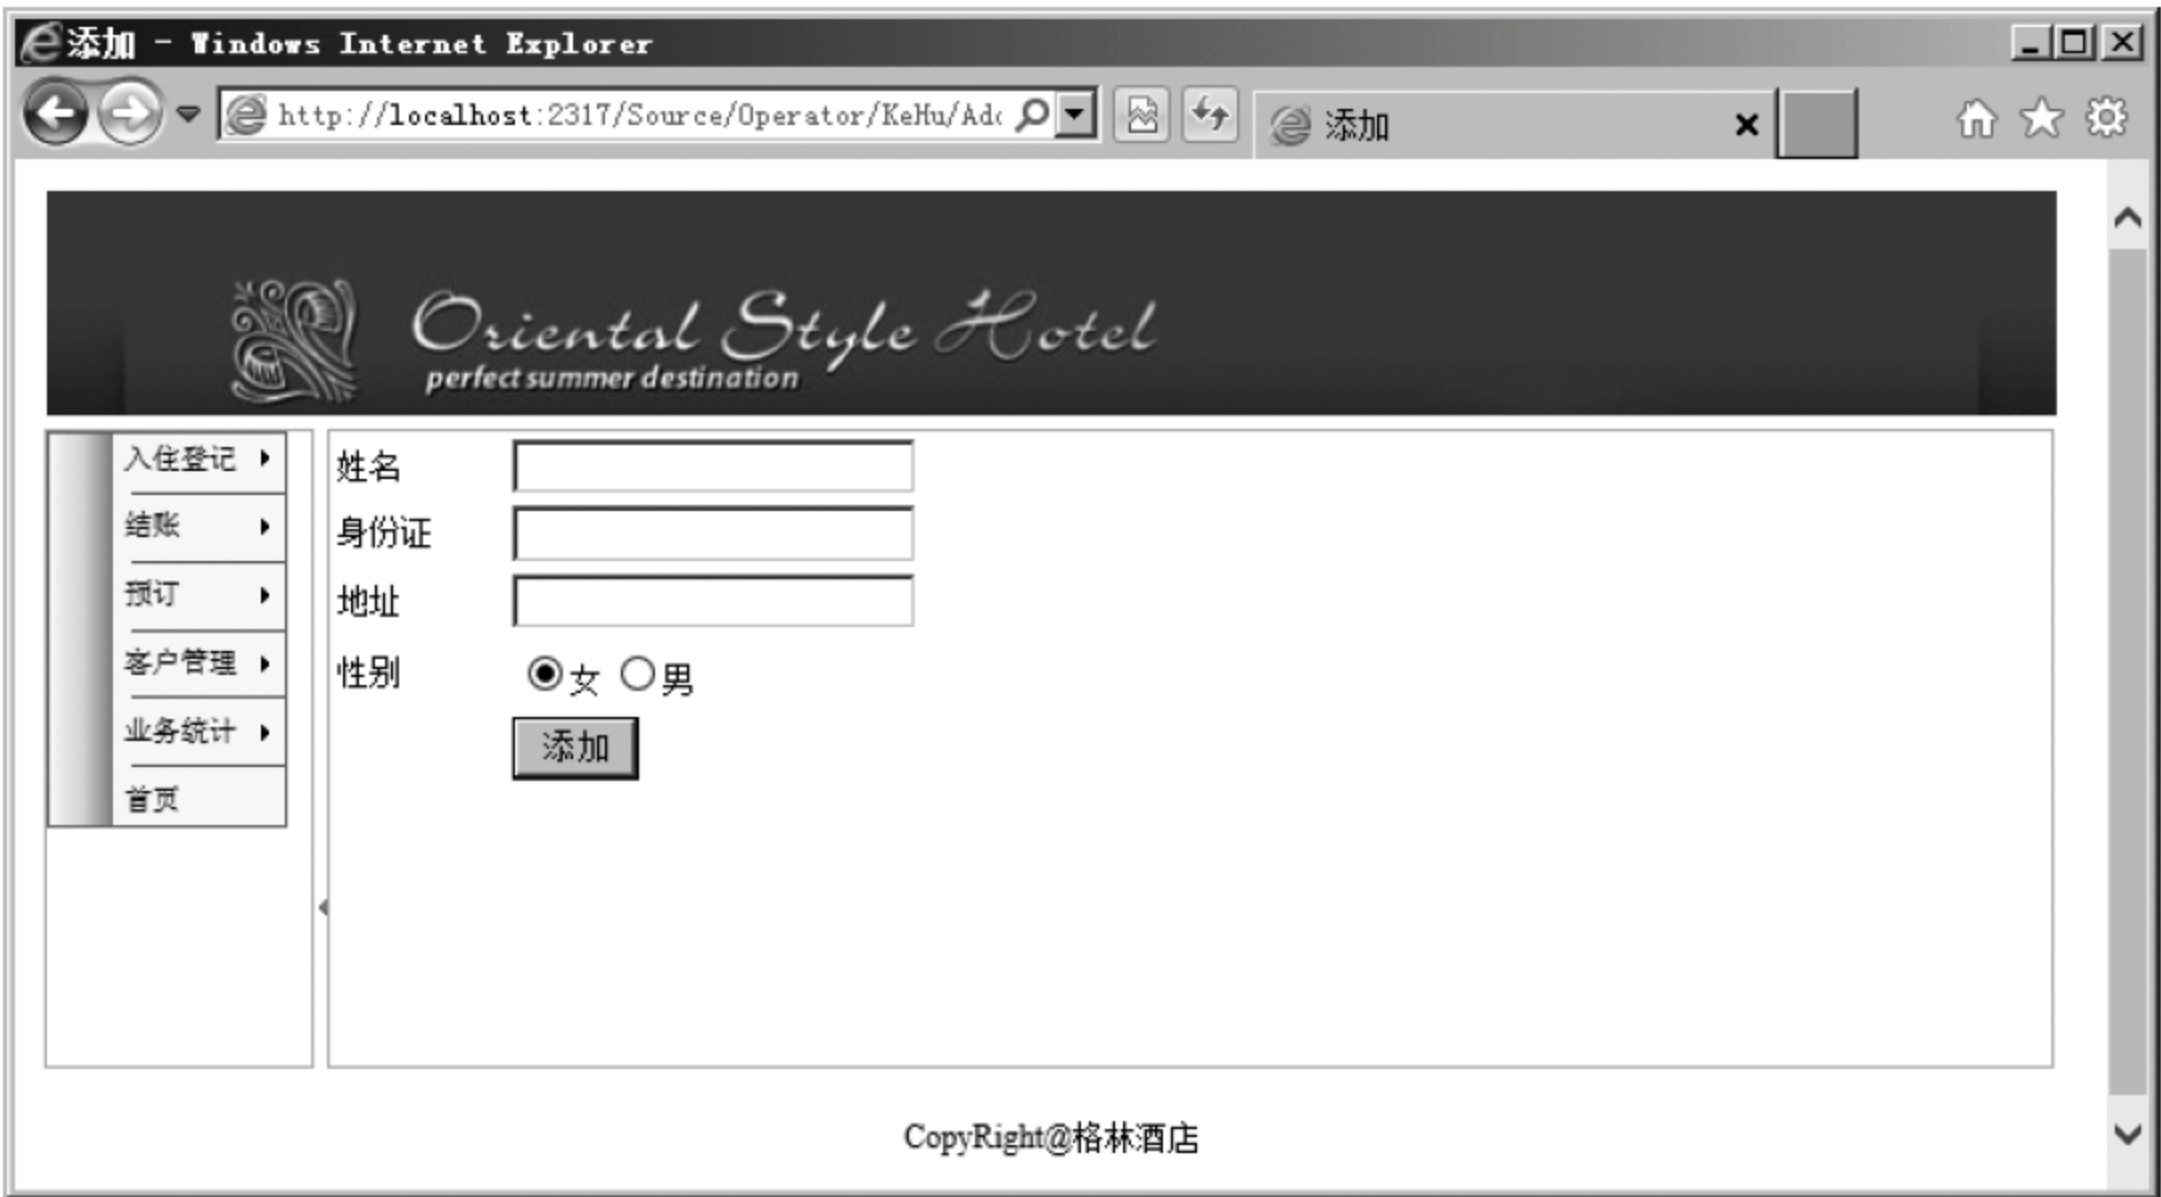 添加 - Windows Internet Explorer
http://localhost:2317/Source/Operator/KeHu/Add
添加
Oriental Style Hotel
perfect summer destination
入住登记
结账
预订
客户管理
业务统计
首页
姓名
身份证
地址
性别
女 男
添加
CopyRight@格林酒店